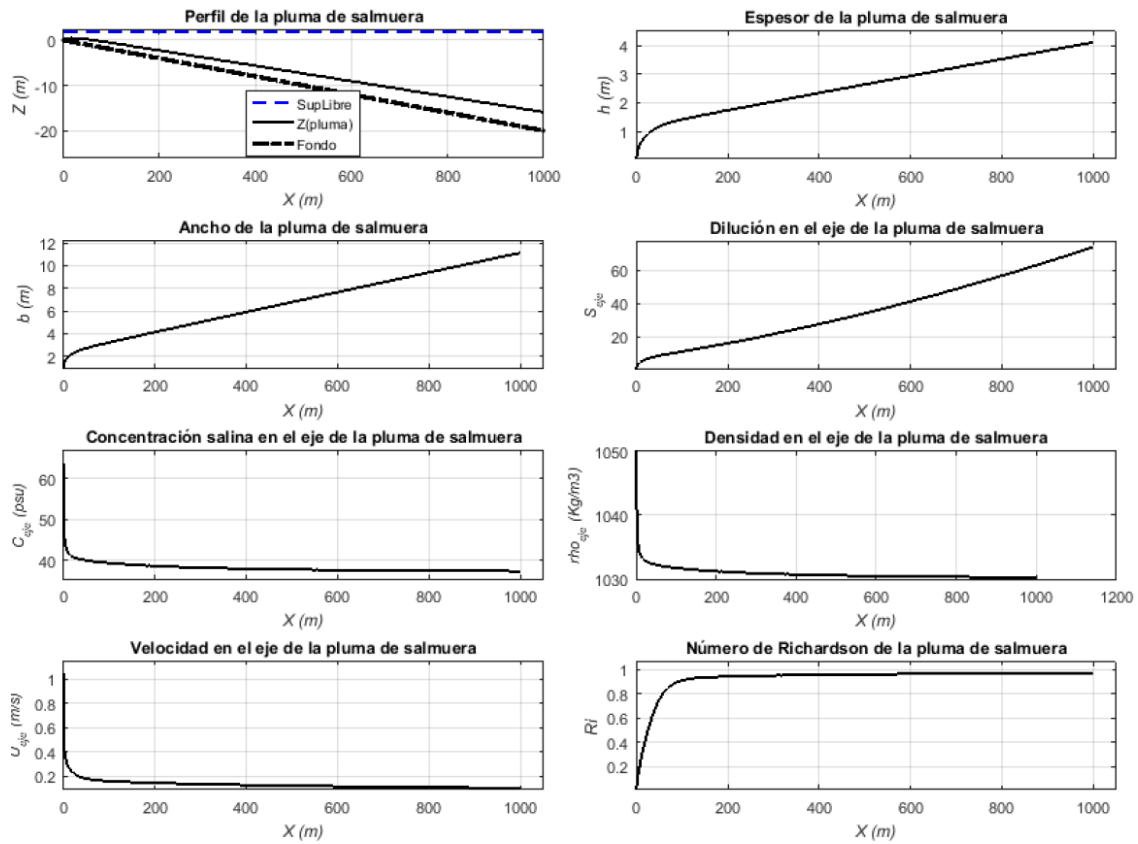 Perfil de la pluma de salmuera
Z (m)
0
-10
-20
SupLibre
Z(pluma)
Fondo
0 200 400 600 800 1000
X (m)
Espesor de la pluma de salmuera
h (m)
4
3
2
1
0 200 400 600 800 1000
X (m)
Ancho de la pluma de salmuera
b (m)
12
10
8
6
4
2
0 200 400 600 800 1000
X (m)
Dilución en el eje de la pluma de salmuera
S_eje
60
40
20
0 200 400 600 800 1000
X (m)
Concentración salina en el eje de la pluma de salmuera
C_eje (psu)
60
50
40
0 200 400 600 800 1000
X (m)
Densidad en el eje de la pluma de salmuera
rho_eje (Kg/m3)
1050
1040
1030
0 200 400 600 800 1000 1200
X (m)
Velocidad en el eje de la pluma de salmuera
U_eje (m/s)
1
0.8
0.6
0.4
0.2
0 200 400 600 800 1000
X (m)
Número de Richardson de la pluma de salmuera
Ri
1
0.8
0.6
0.4
0.2
0 200 400 600 800 1000
X (m)